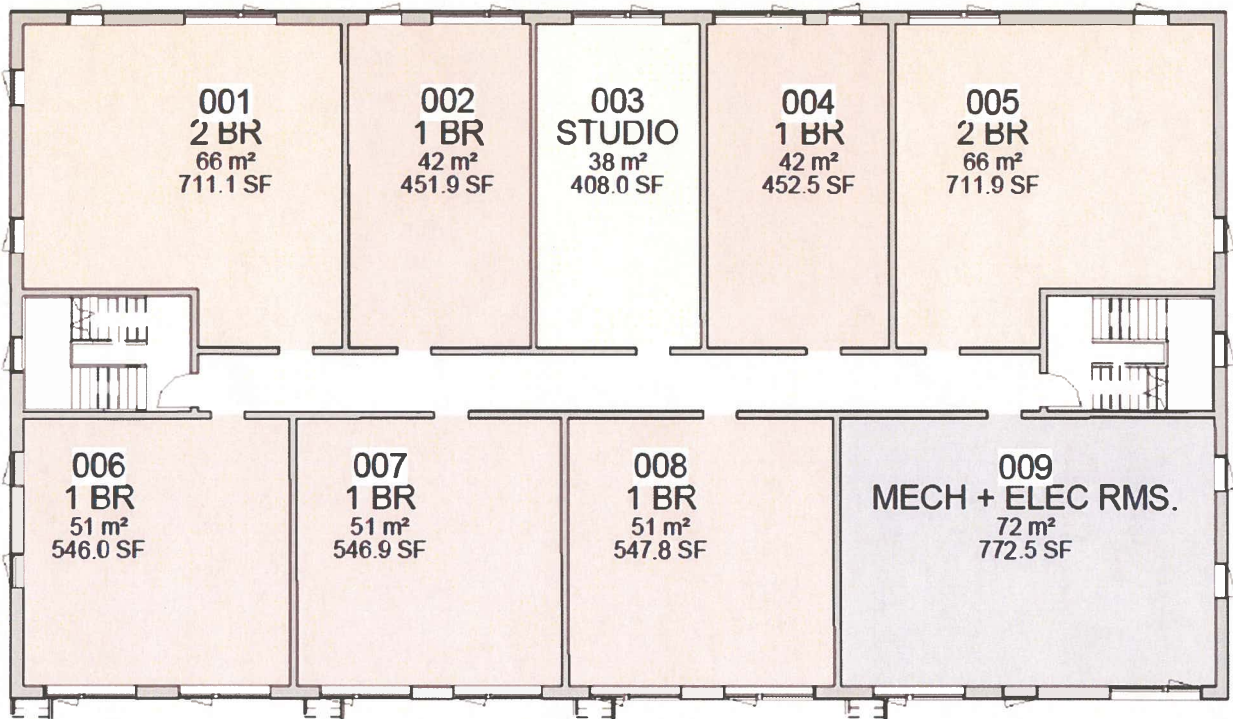 001
2 BR
66 m²
711.1 SF
002
1 BR
42 m²
451.9 SF
003
STUDIO
38 m²
408.0 SF
004
1 BR
42 m²
452.5 SF
005
2 BR
66 m²
711.9 SF
006
1 BR
51 m²
546.0 SF
007
1 BR
51 m²
546.9 SF
008
1 BR
51 m²
547.8 SF
009
MECH + ELEC RMS.
72 m²
772.5 SF